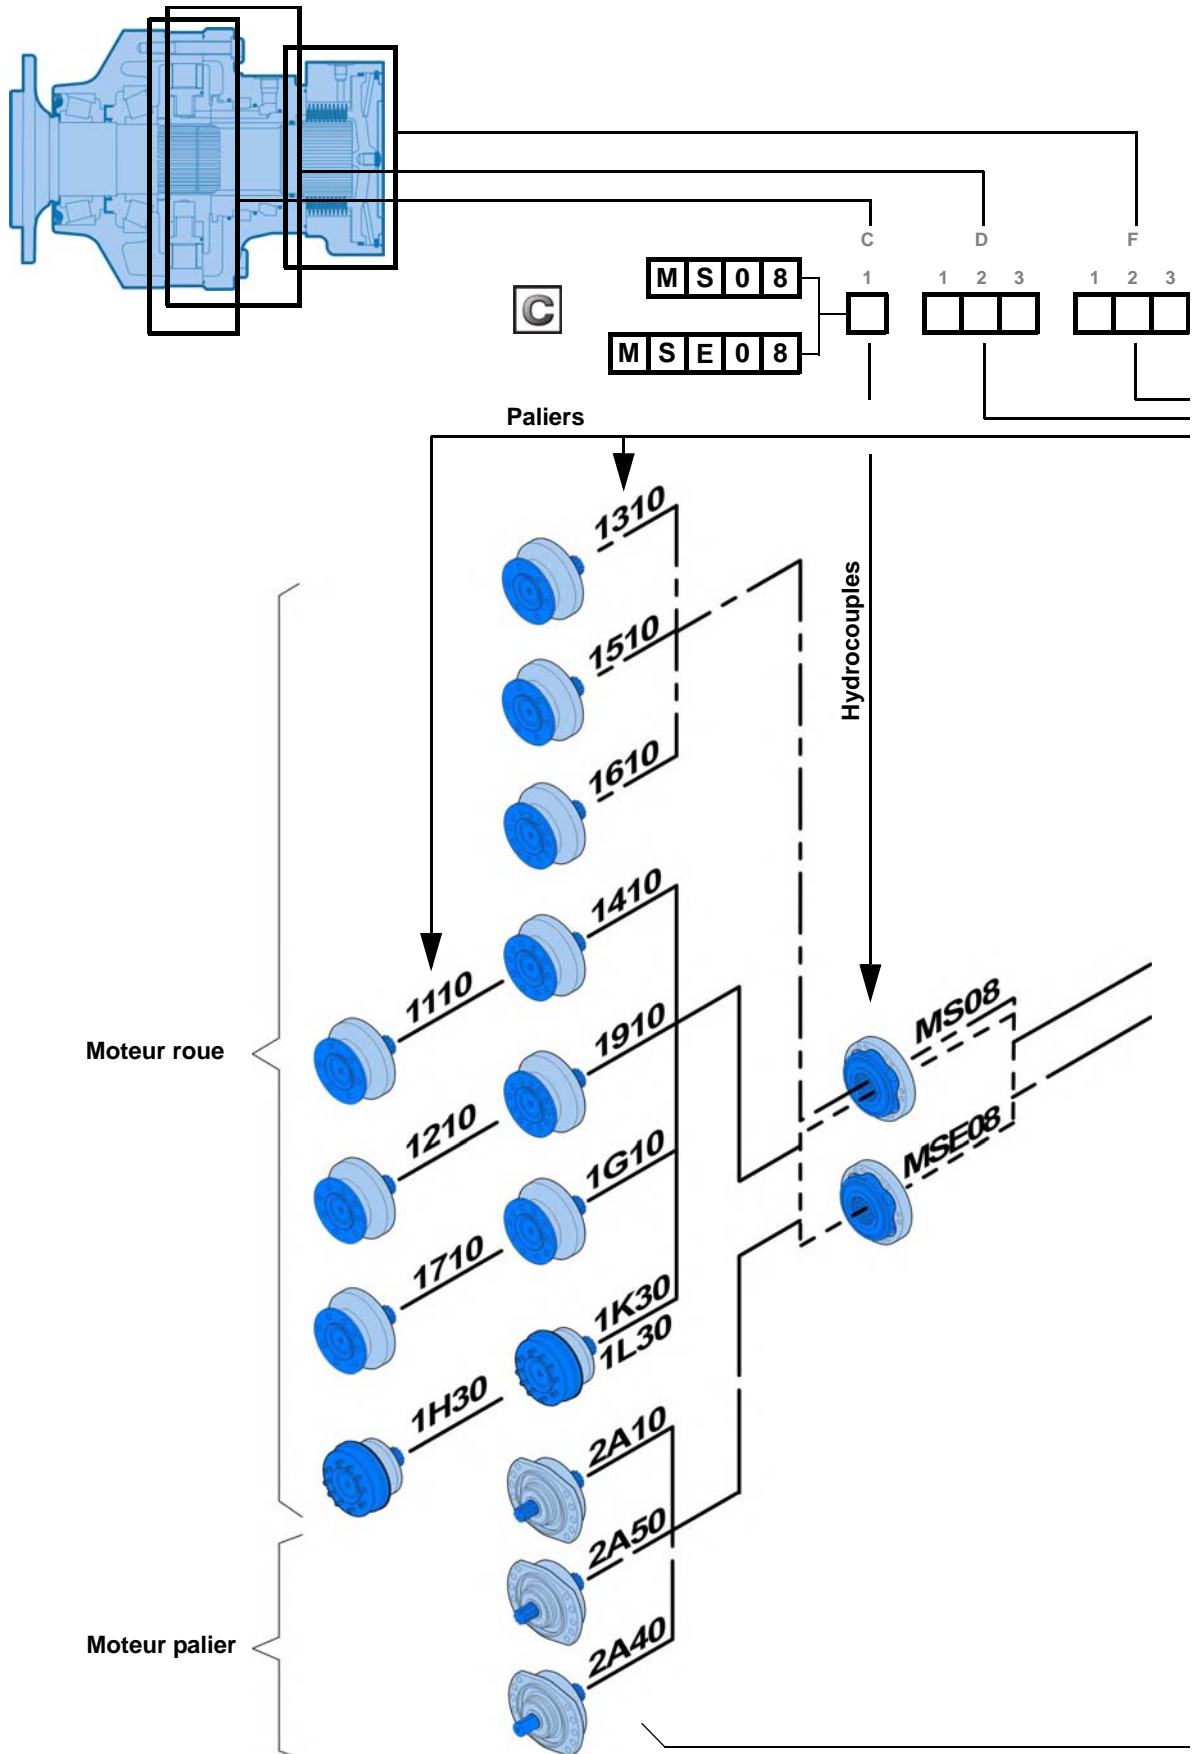 C D F
1 1 2 3 1 2 3
M S 0 8
C
M S E 0 8
Paliers
Hydrocouples
1310
1510
1610
1410
1110
1910
MS08
Moteur roue
1210
1G10
MSE08
1710
1K30
1L30
1H30
2A10
2A50
Moteur palier
2A40